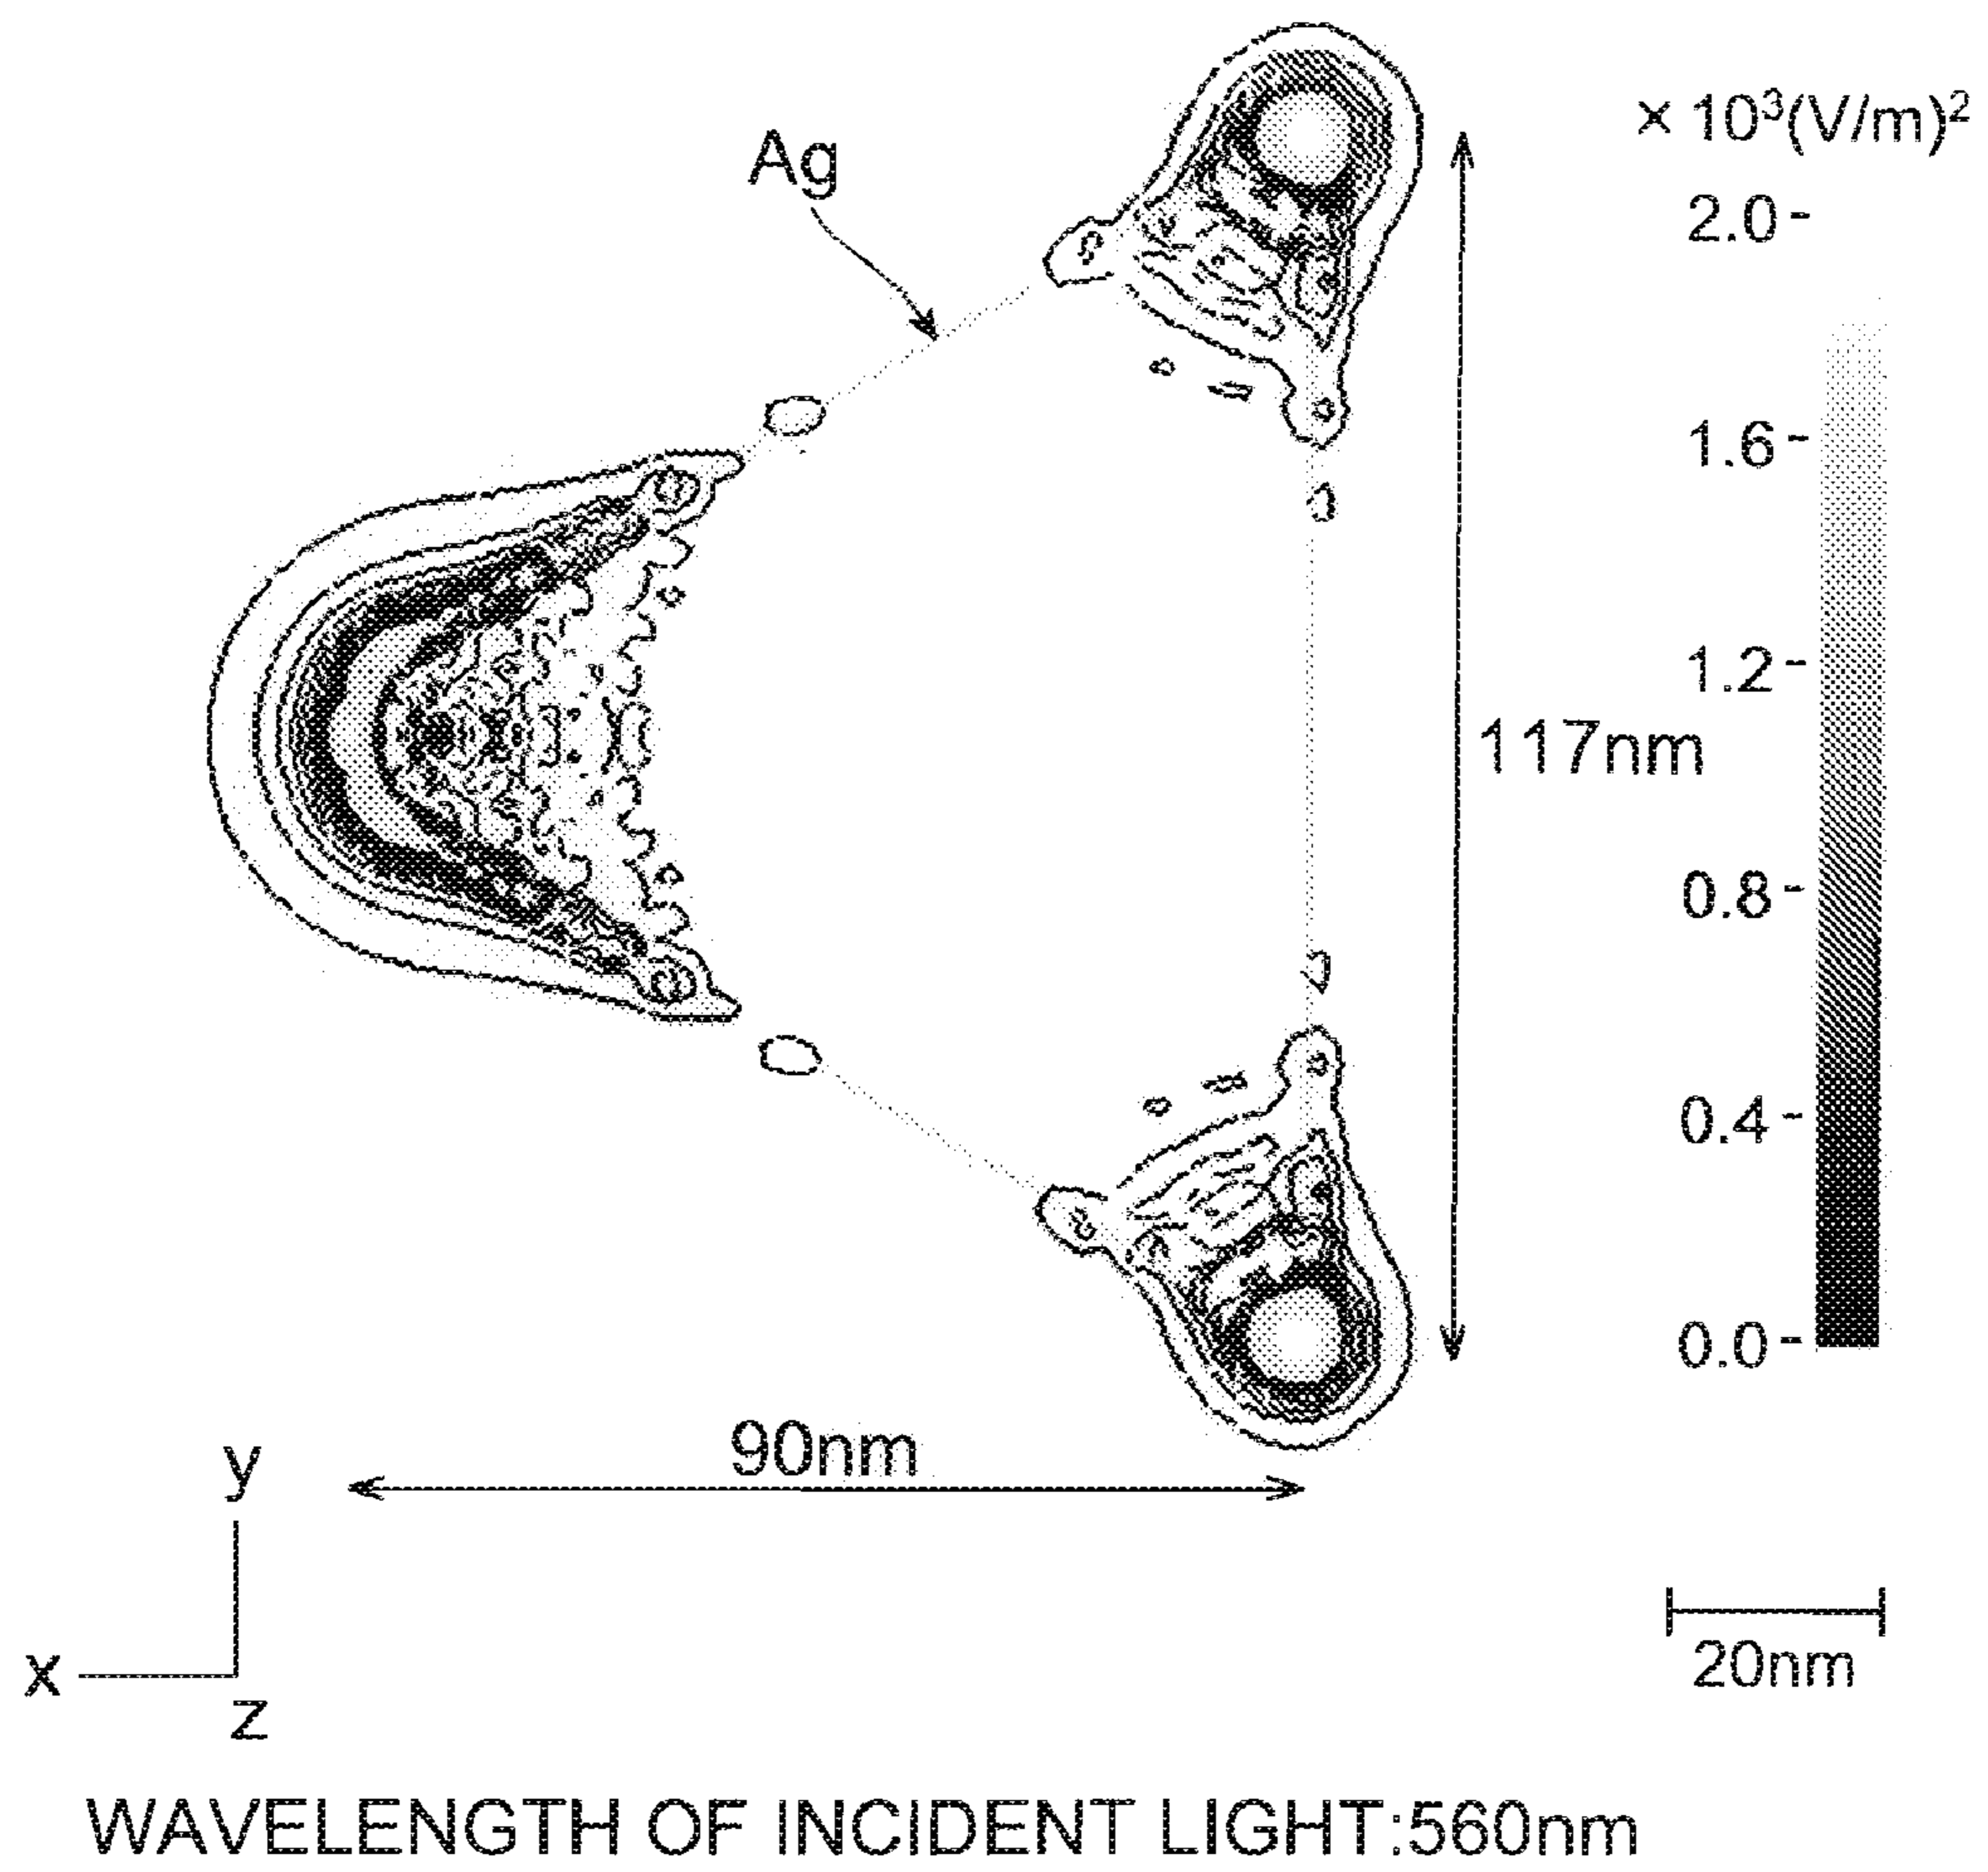 Ag
× 10³(V/m)²
2.0
1.6
1.2
117nm
0.8
0.4
0.0
90nm
y
x
z
20nm
WAVELENGTH OF INCIDENT LIGHT:560nm